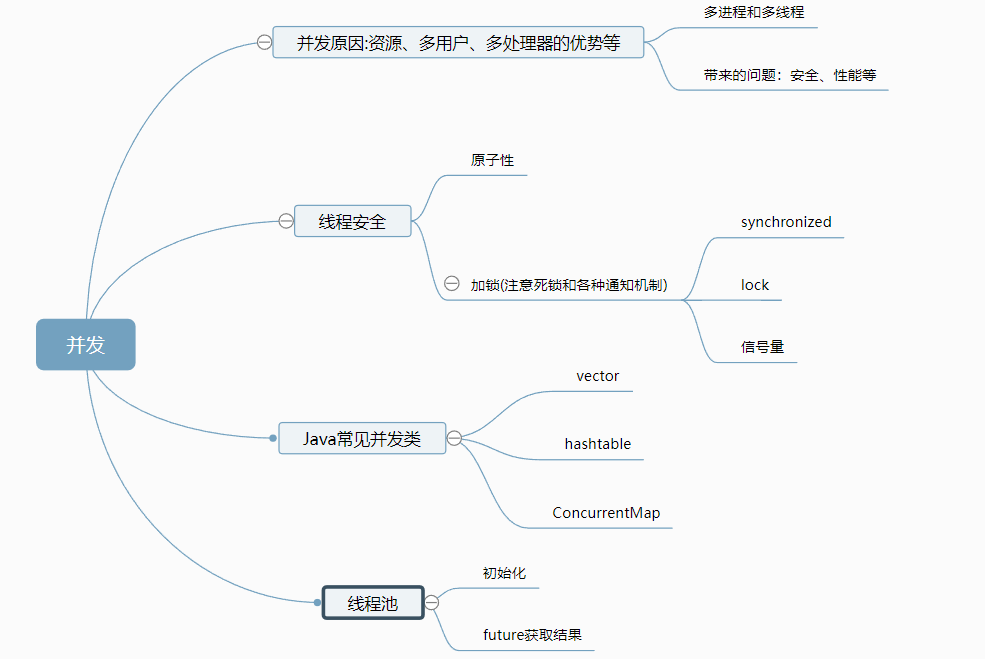 并发
并发原因:资源、多用户、多处理器的优势等
多进程和多线程
带来的问题：安全、性能等
线程安全
原子性
加锁(注意死锁和各种通知机制)
synchronized
lock
信号量
Java常见并发类
vector
hashtable
ConcurrentMap
线程池
初始化
future获取结果